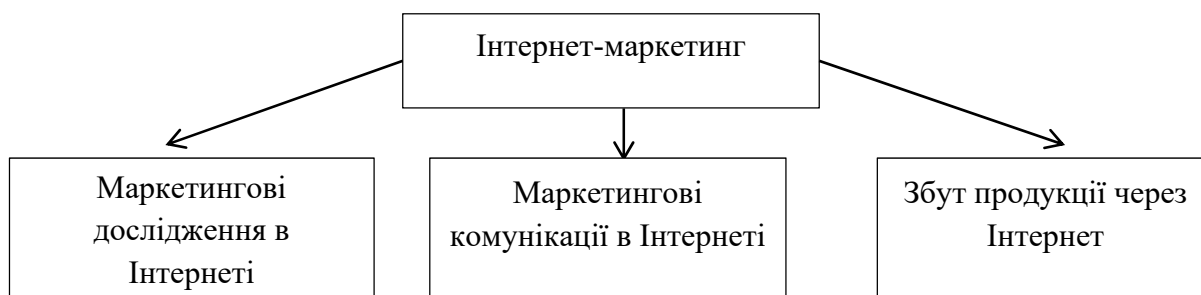 Інтернет-маркетинг
Маркетингові
дослідження в
Інтернеті
Маркетингові
комунікації в Інтернеті
Збут продукції через
Інтернет